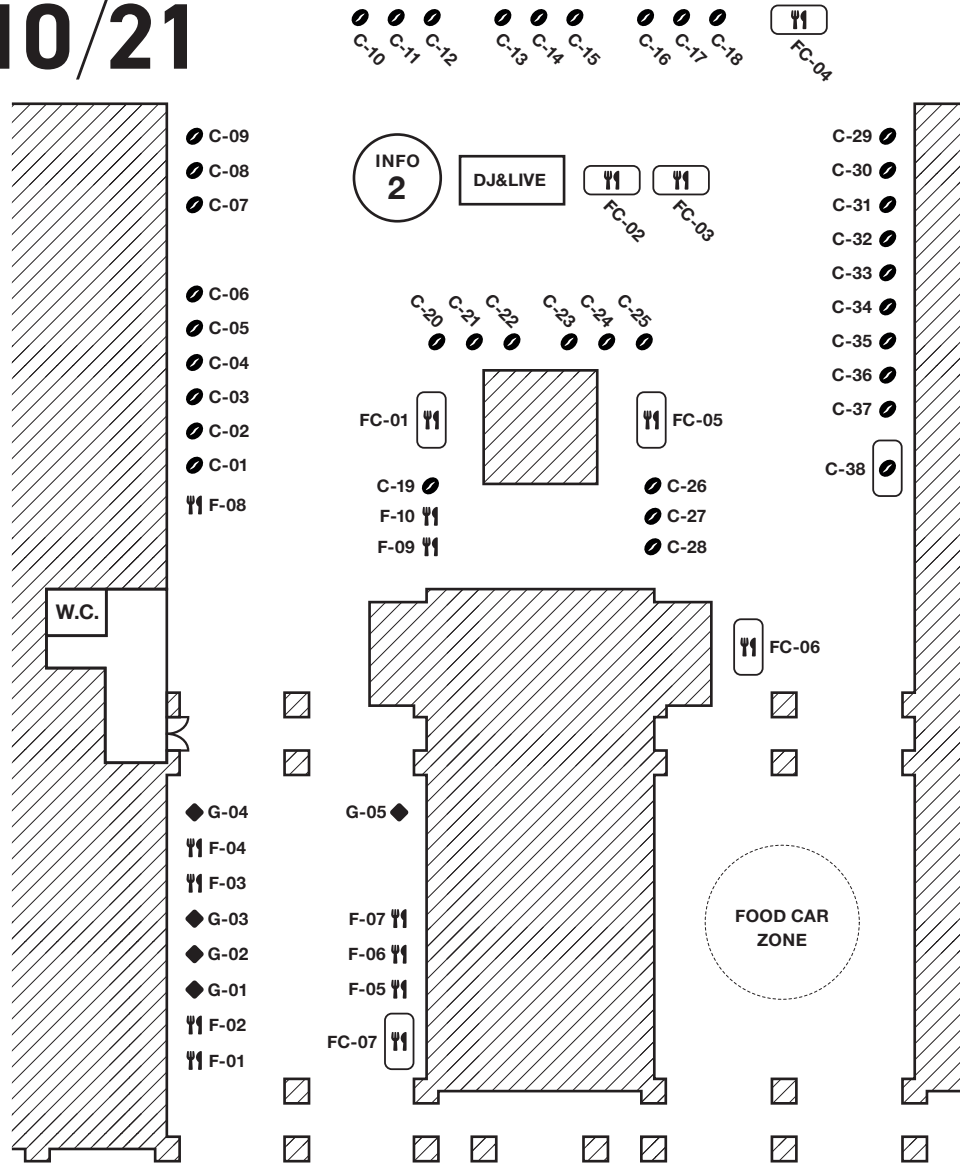 10/21
C-10
C-11
C-12
C-13
C-14
C-15
C-16
C-17
C-18
FC-04
C-09
C-08
C-07
INFO
2
DJ&LIVE
FC-02
FC-03
C-29
C-30
C-31
C-32
C-33
C-34
C-35
C-36
C-37
C-38
C-06
C-05
C-04
C-03
C-02
C-01
F-08
C-20
C-21
C-22
C-23
C-24
C-25
FC-01
FC-05
C-19
F-10
F-09
C-26
C-27
C-28
W.C.
FC-06
G-04
F-04
F-03
G-03
G-02
G-01
F-02
F-01
G-05
F-07
F-06
F-05
FC-07
FOOD CAR
ZONE